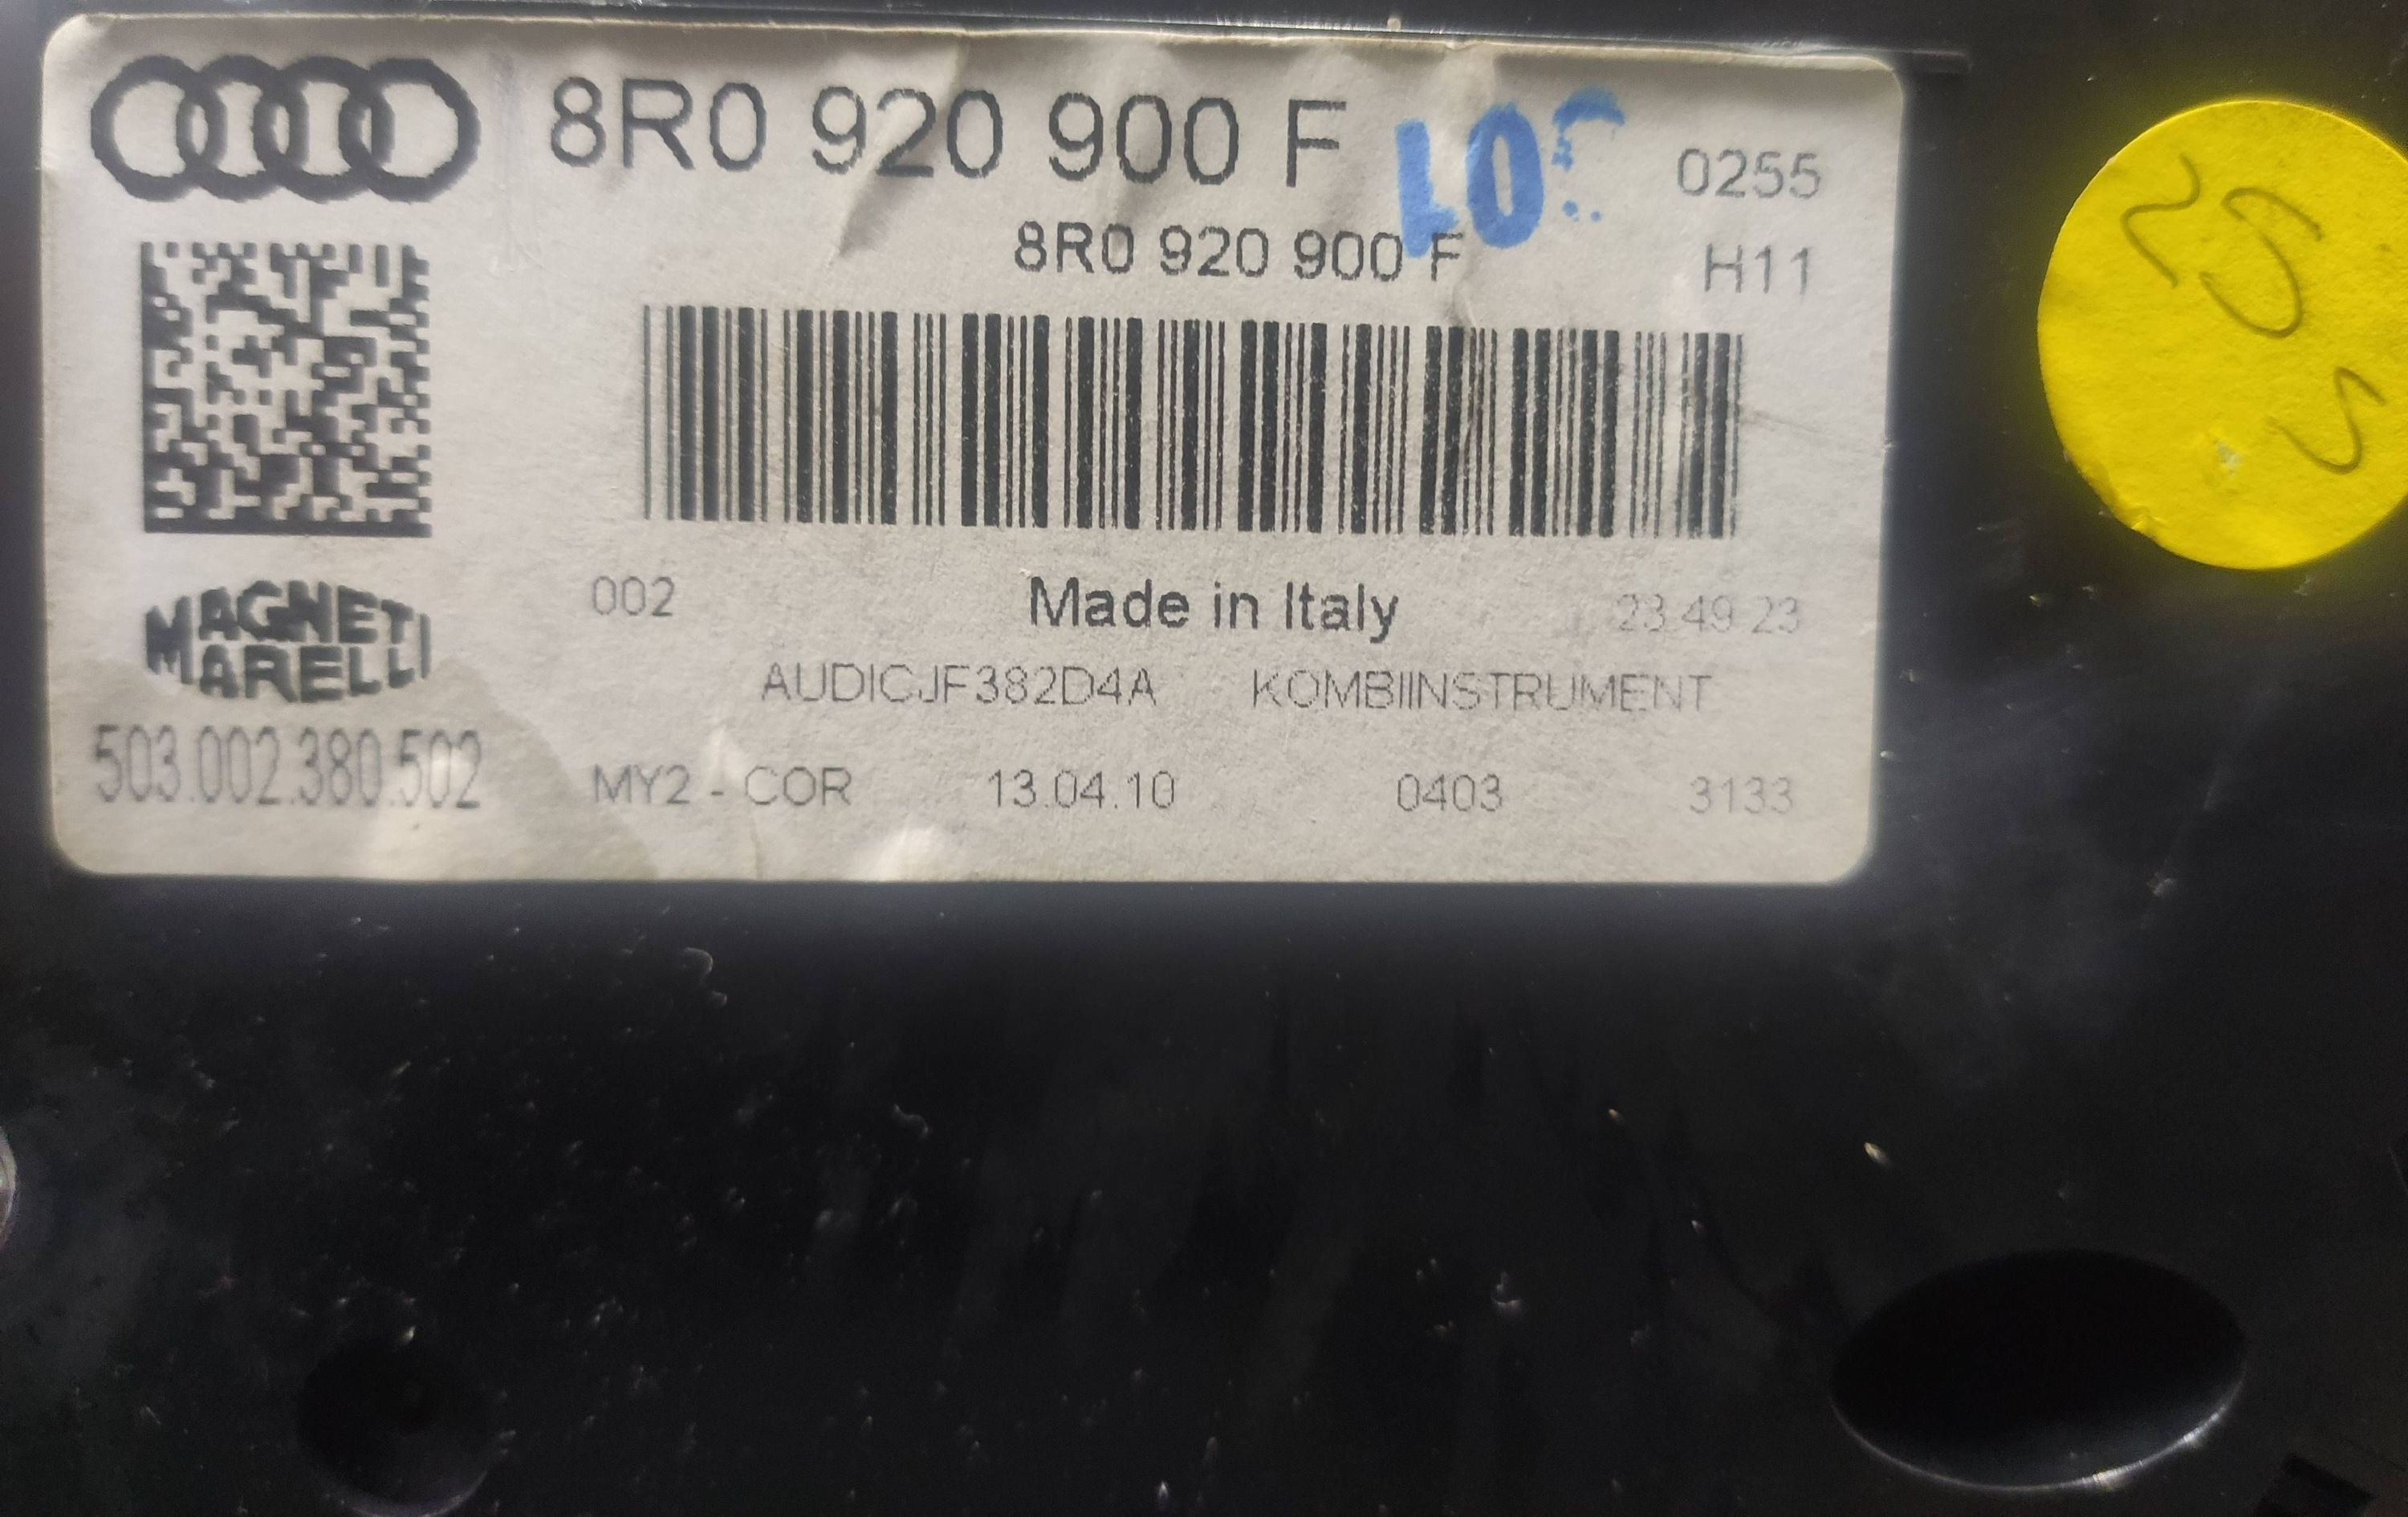 8R0 920 900 F
0255
8R0 920 900 F
H11
002
Made in Italy
23 49 23
MAGNETI
MARELLI
AUDICJF382D4A KOMBIINSTRUMENT
503.002.380.502
MY2 - COR 13.04.10 0403 3133